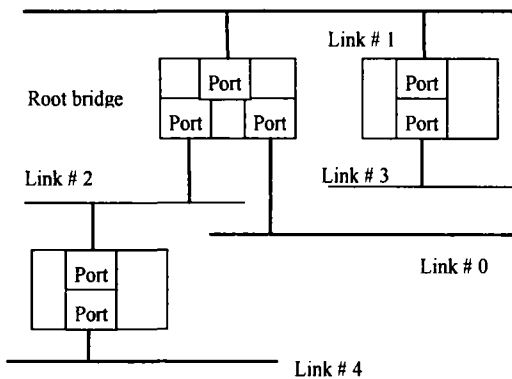 Link # 1
Port
Port
Root bridge
Port
Port
Port
Link # 2
Link # 3
Port
Link # 0
Port
Link # 4